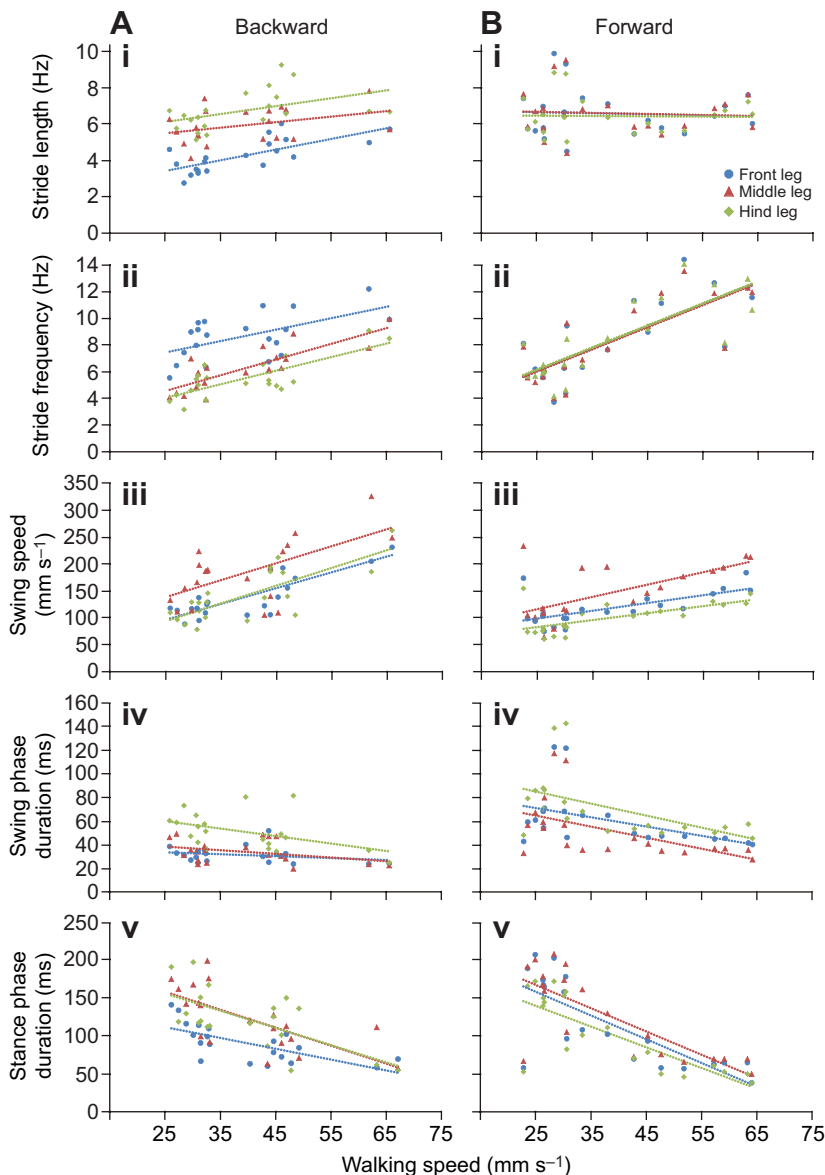 A Backward
B Forward
i
Stride length (Hz)
10
8
6
4
2
0
i
Front leg
Middle leg
Hind leg
ii
Stride frequency (Hz)
14
12
10
8
6
4
2
0
ii
iii
Swing speed
(mm s⁻¹)
350
300
250
200
150
100
50
0
iii
iv
Swing phase
duration (ms)
160
140
120
100
80
60
40
20
0
iv
v
Stance phase
duration (ms)
250
200
150
100
50
0
v
15 25 35 45 55 65 75
15 25 35 45 55 65 75
Walking speed (mm s⁻¹)